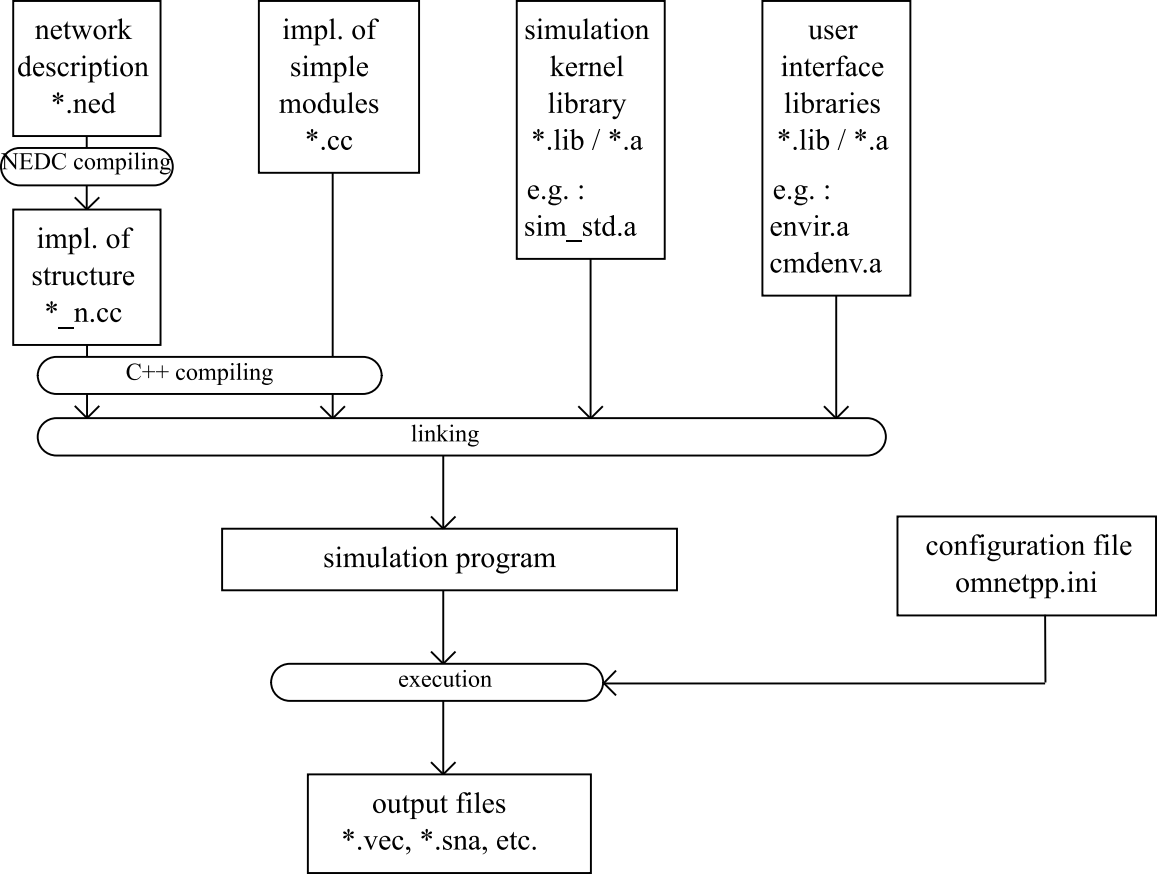 network
description
*.ned
impl. of
simple
modules
*.cc
simulation
kernel
library
*.lib / *.a
e.g. :
sim_std.a
user
interface
libraries
*.lib / *.a
e.g. :
envir.a
cmdenv.a
NEDC compiling
impl. of
structure
*_n.cc
C++ compiling
linking
simulation program
configuration file
omnetpp.ini
execution
output files
*.vec, *.sna, etc.